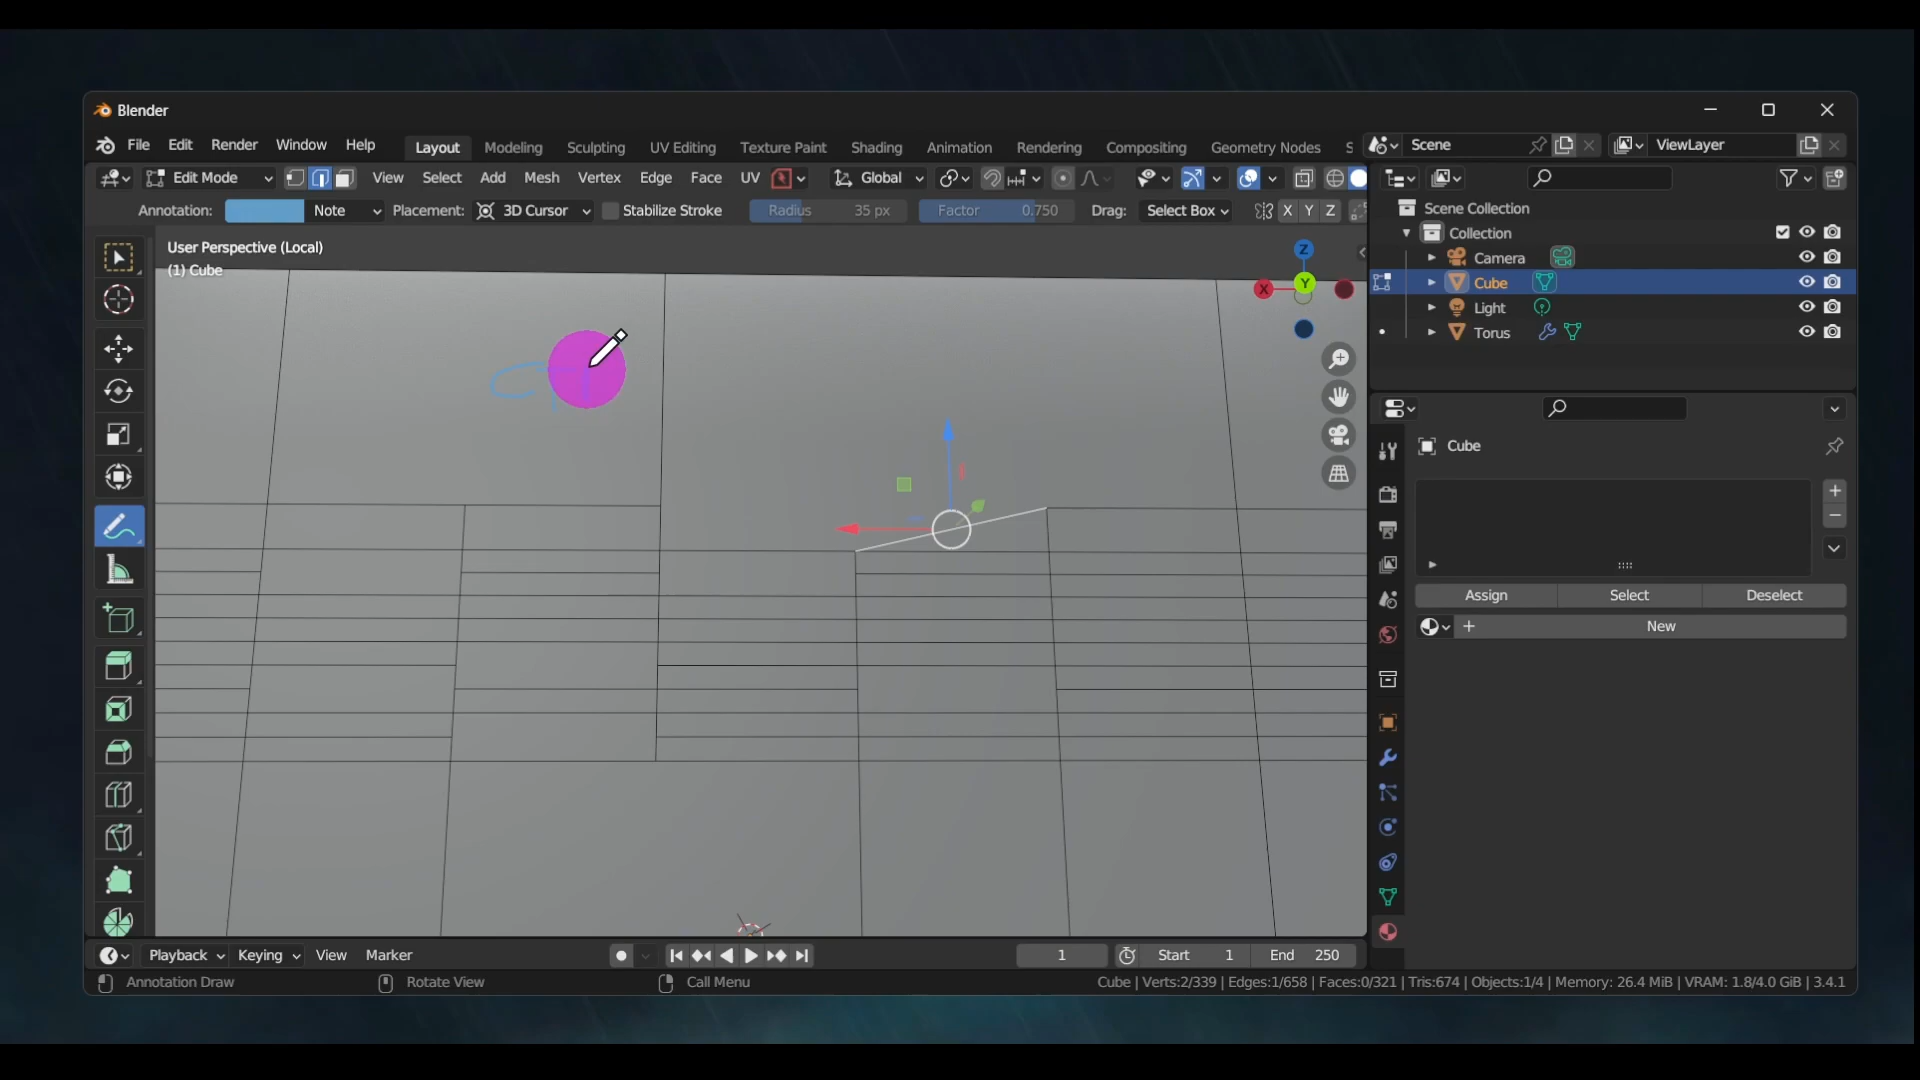 Blender
File Edit Render Window Help Layout Modeling Sculpting UV Editing Texture Paint Shading Animation Rendering Compositing Geometry Nodes S Scene ViewLayer
Edit Mode View Select Add Mesh Vertex Edge Face UV Global
Annotation: Note Placement: 3D Cursor Stabilize Stroke Radius 35 px Factor 0.750 Drag: Select Box X Y Z
User Perspective (Local)
(1) Cube
Z
Y
X
Scene Collection
Collection
Camera
Cube
Light
Torus
Cube
Assign Select Deselect
New
Playback Keying View Marker 1 Start 1 End 250
Annotation Draw Rotate View Call Menu Cube | Verts:2/339 | Edges:1/658 | Faces:0/321 | Tris:674 | Objects:1/4 | Memory: 26.4 MiB | VRAM: 1.8/4.0 GiB | 3.4.1